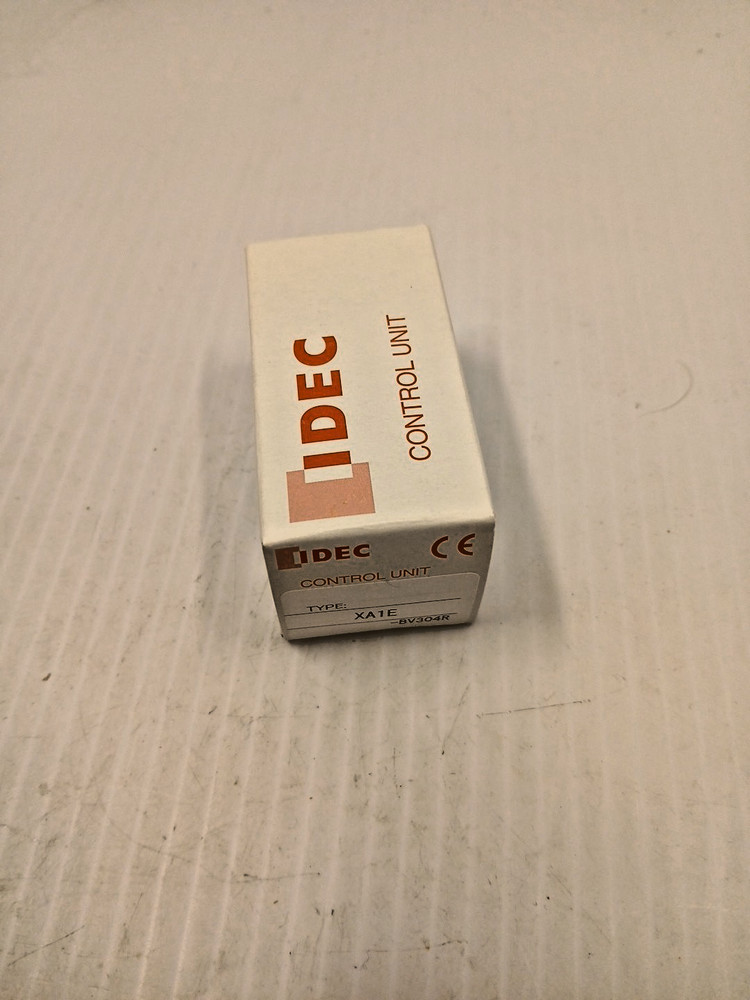 IDEC
CONTROL UNIT
IDEC CE
CONTROL UNIT
TYPE:
XA1E
-BV304R